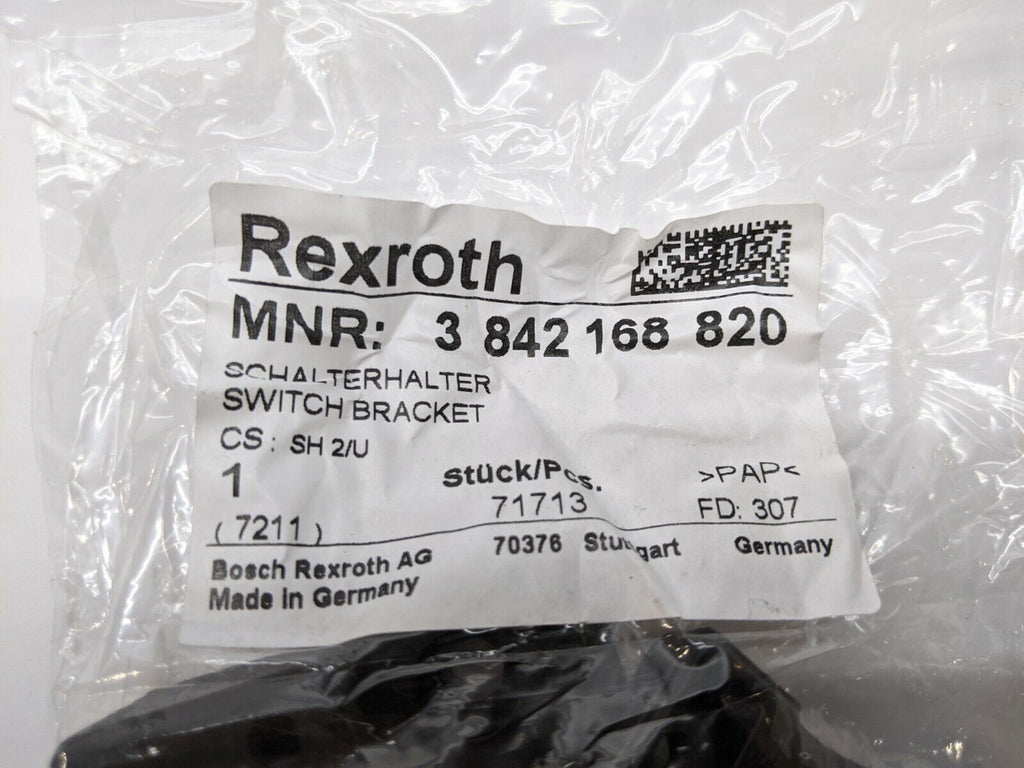 Rexroth
MNR: 3 842 168 820
SCHALTERHALTER
SWITCH BRACKET
CS: SH 2/U
1 Stück/Pcs. >PAP<
71713 FD: 307
(7211)
Bosch Rexroth AG 70376 Stuttgart Germany
Made in Germany